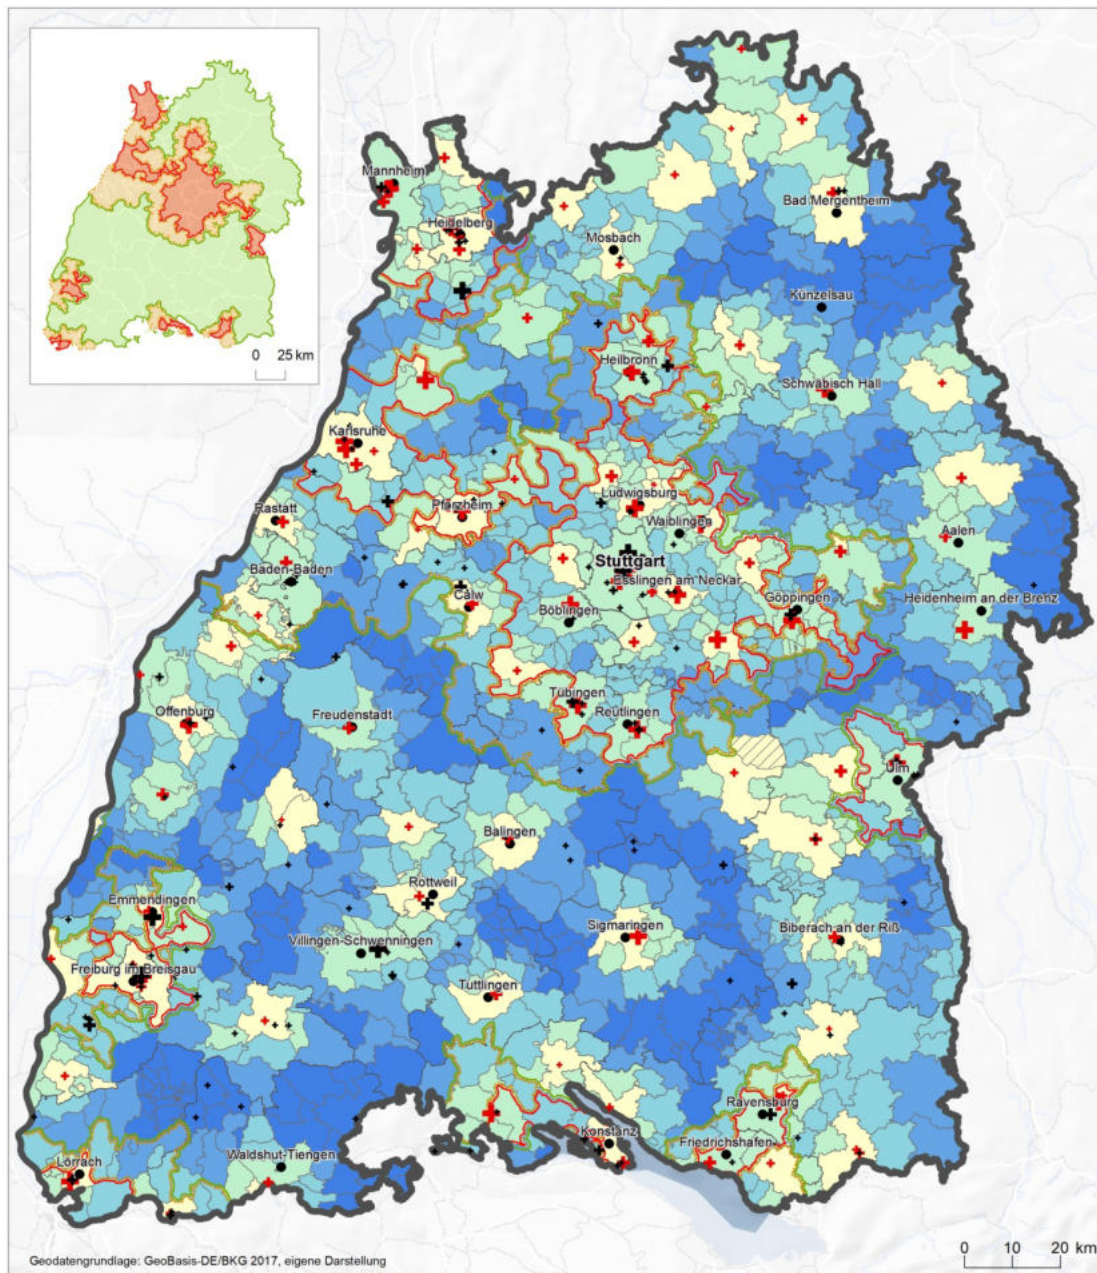 0 25 km
Mannheim
Heidelberg
Mosbach
Bad Mergentheim
Künzelsau
Heilbronn
Schwäbisch Hall
Karlsruhe
Pforzheim
Ludwigsburg
Rastatt
Waiblingen
Aalen
Stuttgart
Baden-Baden
Esslingen am Neckar
Calw
Böblingen
Göppingen
Heidenheim an der Brenz
Tübingen
Offenburg
Freudenstadt
Reutlingen
Ulm
Balingen
Rottweil
Emmendingen
Sigmaringen
Biberach an der Riß
Villingen-Schwenningen
Freiburg im Breisgau
Tuttlingen
Ravensburg
Konstanz
Friedrichshafen
Lörrach
Waldshut-Tiengen
Geodatengrundlage: GeoBasis-DE/BKG 2017, eigene Darstellung
0 10 20 km